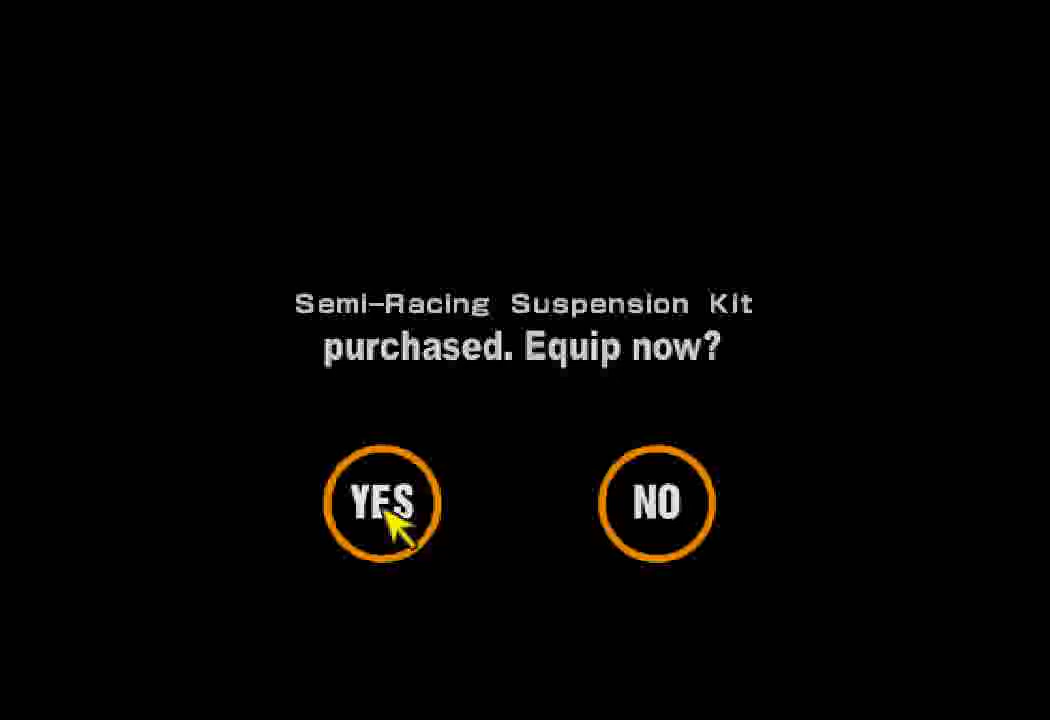 Semi-Racing Suspension Kit
purchased. Equip now?
YES NO